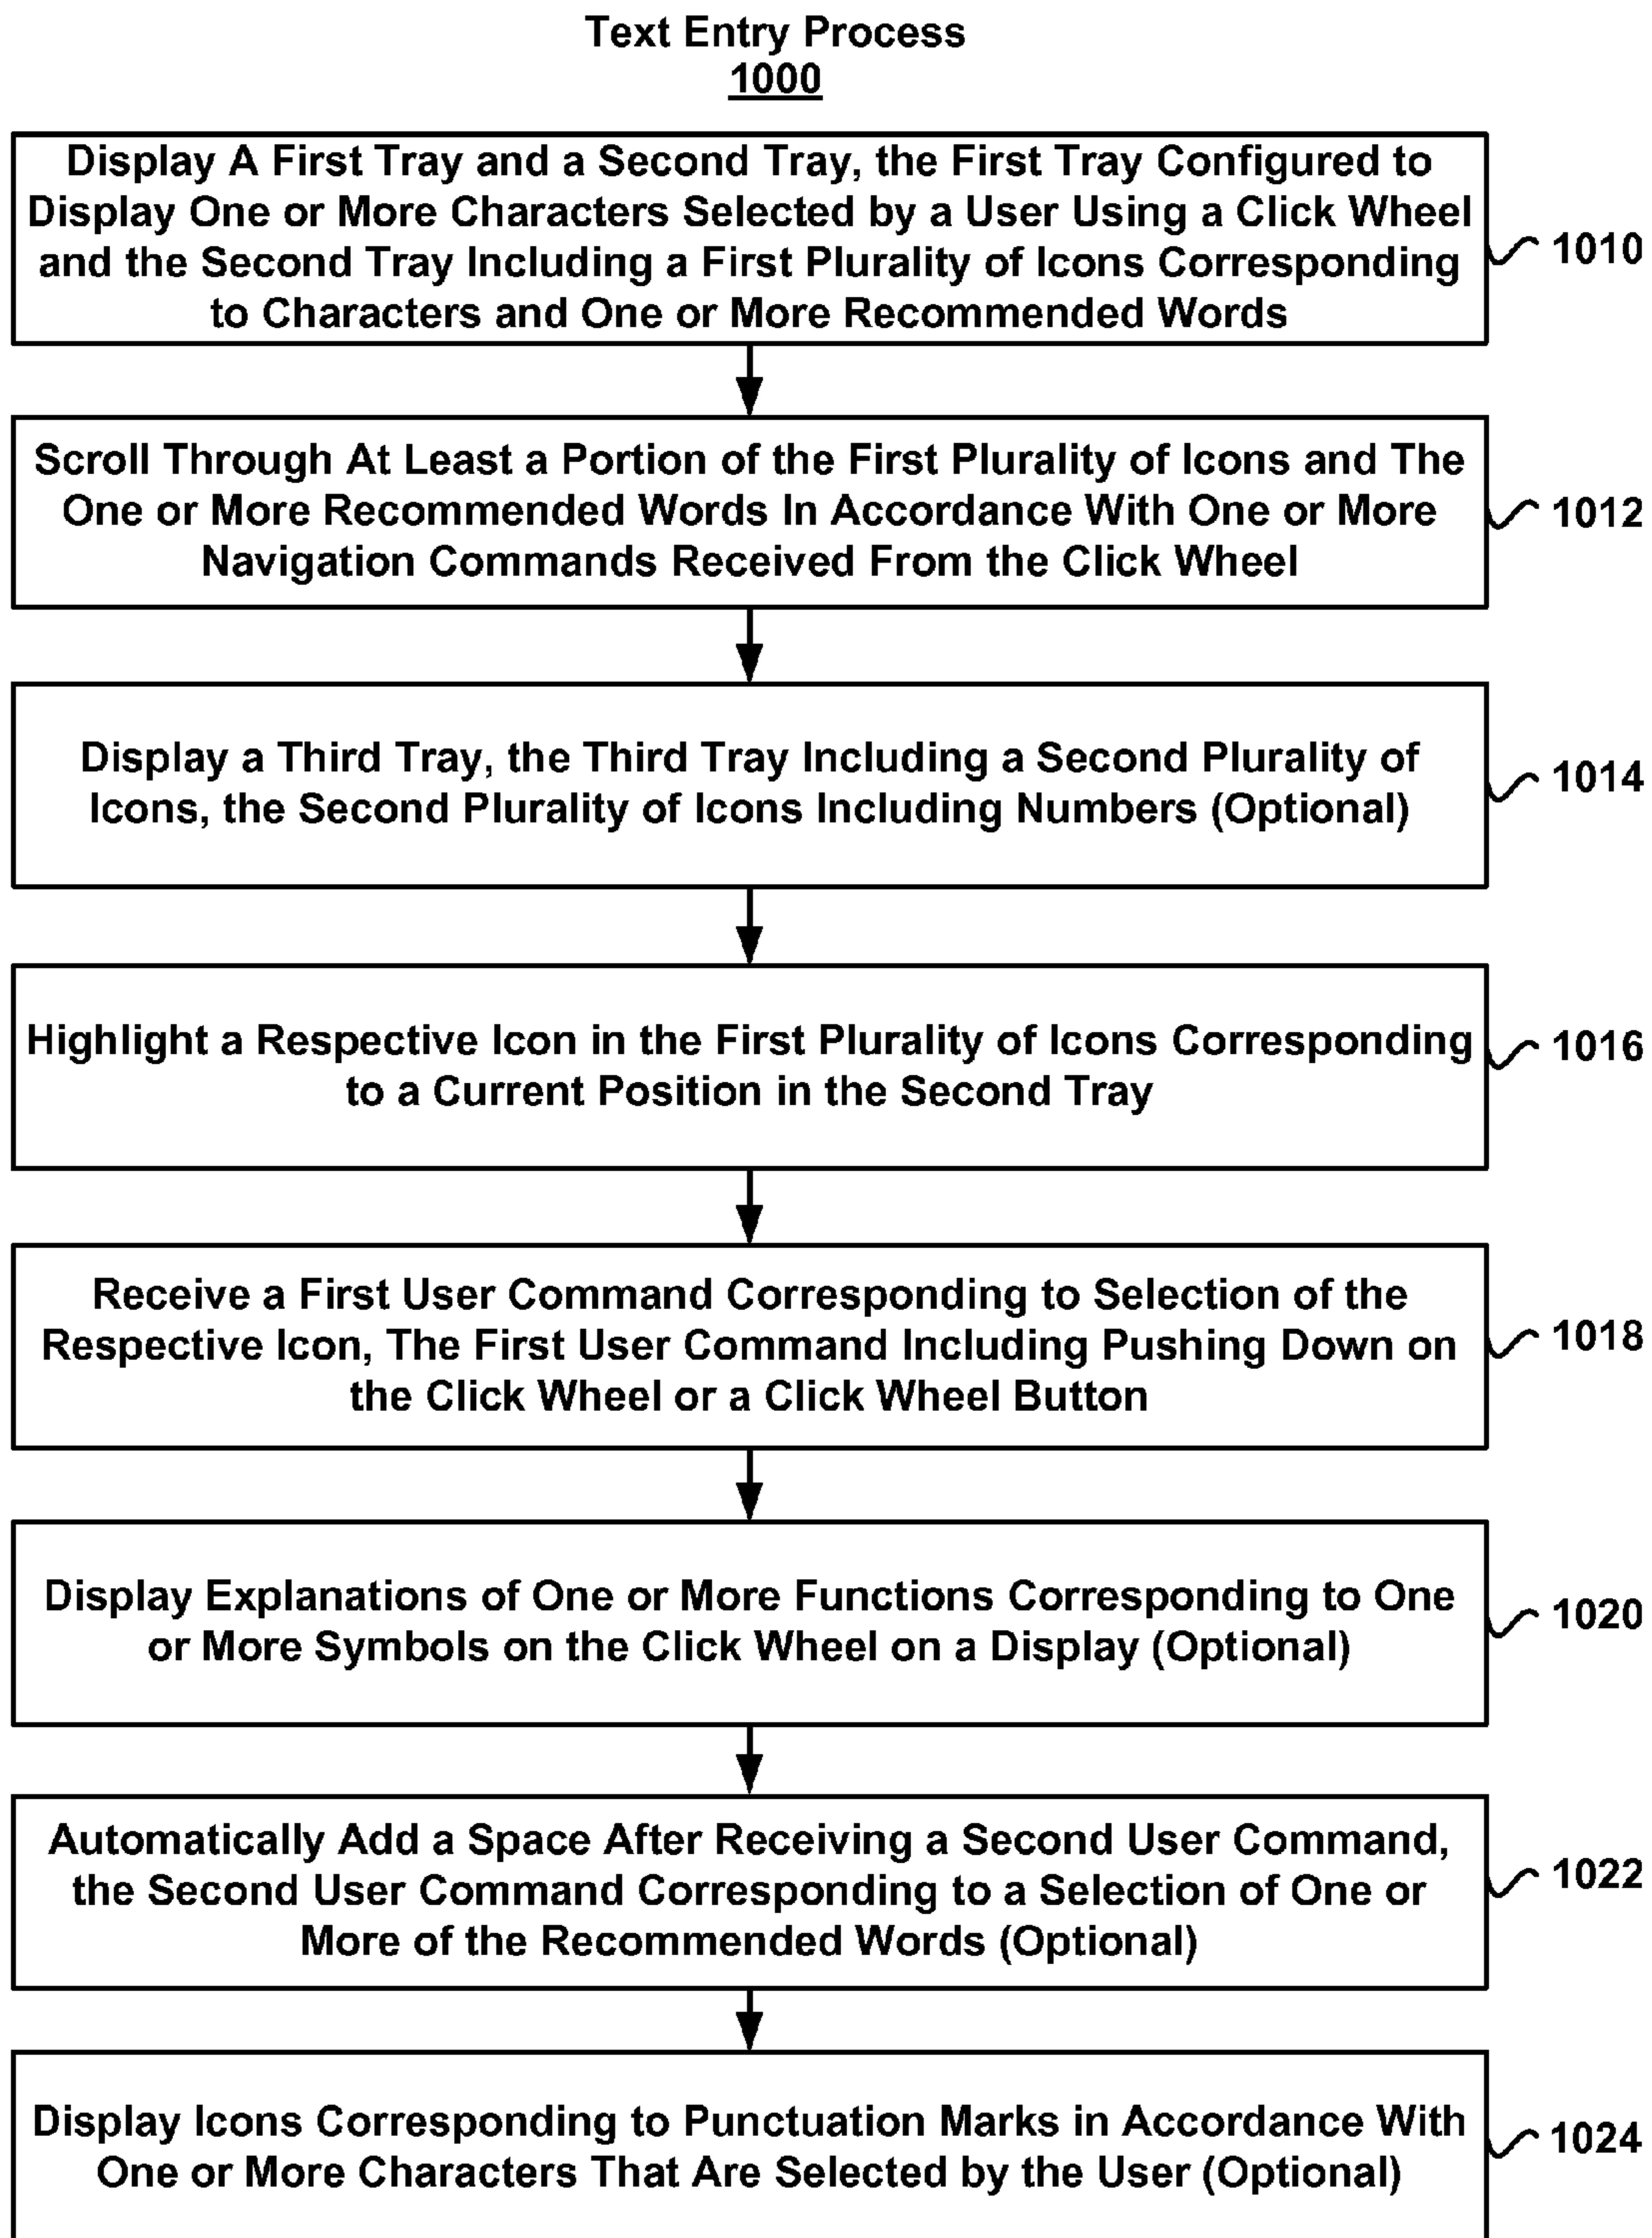 Text Entry Process
1000
Display A First Tray and a Second Tray, the First Tray Configured to
Display One or More Characters Selected by a User Using a Click Wheel
and the Second Tray Including a First Plurality of Icons Corresponding
to Characters and One or More Recommended Words
1010
Scroll Through At Least a Portion of the First Plurality of Icons and The
One or More Recommended Words In Accordance With One or More
Navigation Commands Received From the Click Wheel
1012
Display a Third Tray, the Third Tray Including a Second Plurality of
Icons, the Second Plurality of Icons Including Numbers (Optional)
1014
Highlight a Respective Icon in the First Plurality of Icons Corresponding
to a Current Position in the Second Tray
1016
Receive a First User Command Corresponding to Selection of the
Respective Icon, The First User Command Including Pushing Down on
the Click Wheel or a Click Wheel Button
1018
Display Explanations of One or More Functions Corresponding to One
or More Symbols on the Click Wheel on a Display (Optional)
1020
Automatically Add a Space After Receiving a Second User Command,
the Second User Command Corresponding to a Selection of One or
More of the Recommended Words (Optional)
1022
Display Icons Corresponding to Punctuation Marks in Accordance With
One or More Characters That Are Selected by the User (Optional)
1024